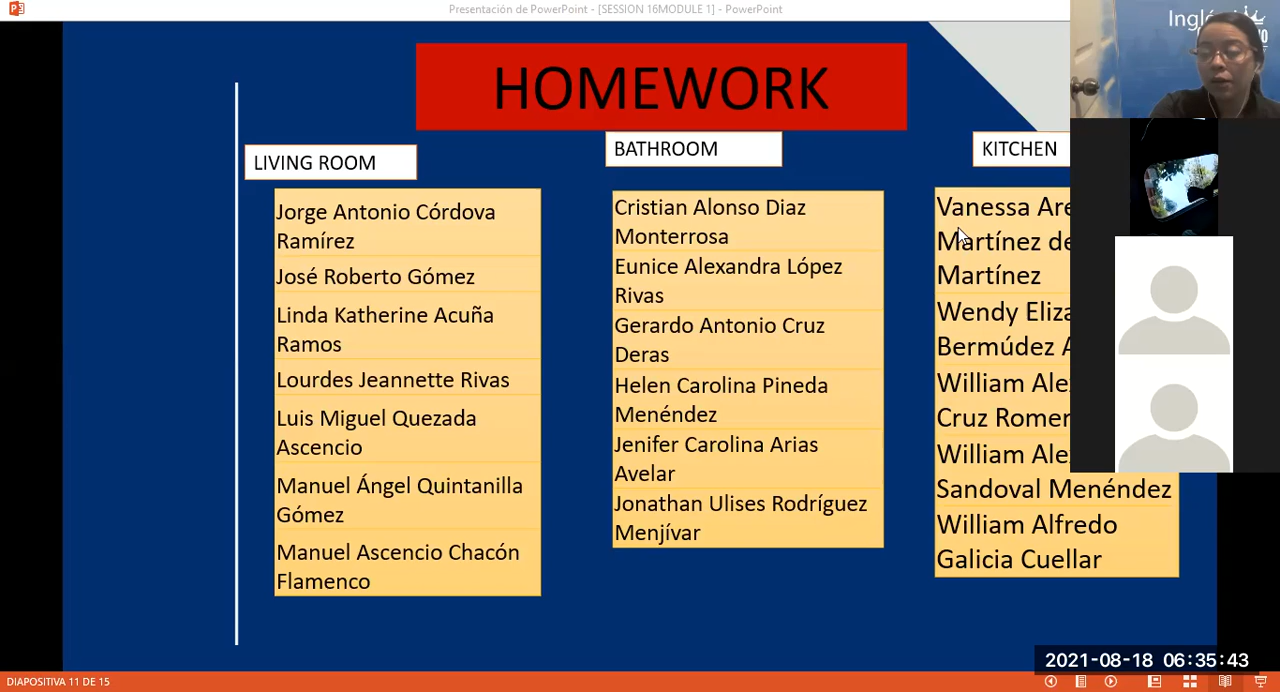 Presentación de PowerPoint - [SESSION 16MODULE 1] - PowerPoint
HOMEWORK
LIVING ROOM
Jorge Antonio Córdova
Ramírez
José Roberto Gómez
Linda Katherine Acuña
Ramos
Lourdes Jeannette Rivas
Luis Miguel Quezada
Ascencio
Manuel Ángel Quintanilla
Gómez
Manuel Ascencio Chacón
Flamenco
BATHROOM
Cristian Alonso Diaz
Monterrosa
Eunice Alexandra López
Rivas
Gerardo Antonio Cruz
Deras
Helen Carolina Pineda
Menéndez
Jenifer Carolina Arias
Avelar
Jonathan Ulises Rodríguez
Menjívar
KITCHEN
Vanessa
Martínez
Martínez
Wendy
Bermúdez
William
Cruz
William
Sandoval Menéndez
William Alfredo
Galicia Cuellar
2021-08-18 06:35:43
DIAPOSITIVA 11 DE 15